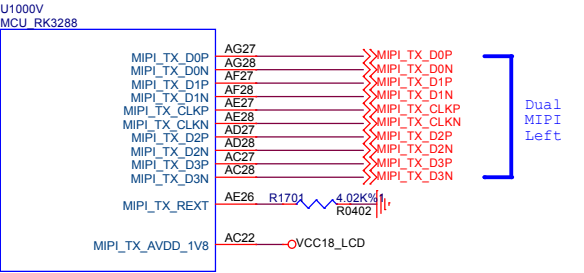 U1000V
MCU_RK3288
MIPI_TX_D0P AG27 MIPI_TX_D0P
MIPI_TX_D0N AG28 MIPI_TX_D0N
MIPI_TX_D1P AF27 MIPI_TX_D1P
MIPI_TX_D1N AF28 MIPI_TX_D1N
MIPI_TX_CLKP AE27 MIPI_TX_CLKP
MIPI_TX_CLKN AE28 MIPI_TX_CLKN
MIPI_TX_D2P AD27 MIPI_TX_D2P
MIPI_TX_D2N AD28 MIPI_TX_D2N
MIPI_TX_D3P AC27 MIPI_TX_D3P
MIPI_TX_D3N AC28 MIPI_TX_D3N
Dual
MIPI
Left
MIPI_TX_REXT AE26 R1701 4.02K%1
R0402
MIPI_TX_AVDD_1V8 AC22 VCC18_LCD